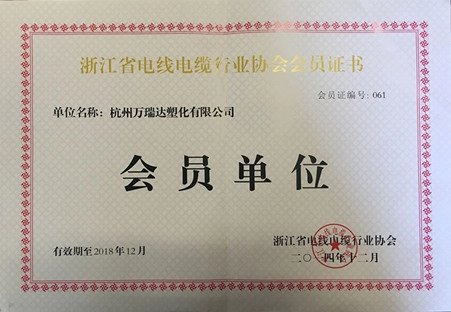 浙江省电线电缆行业协会会员证书
会员证编号: 061
单位名称: 杭州万瑞达塑化有限公司
会员单位
浙江省电线电缆行业协会
有效期至2018年12月
二〇一四年十二月